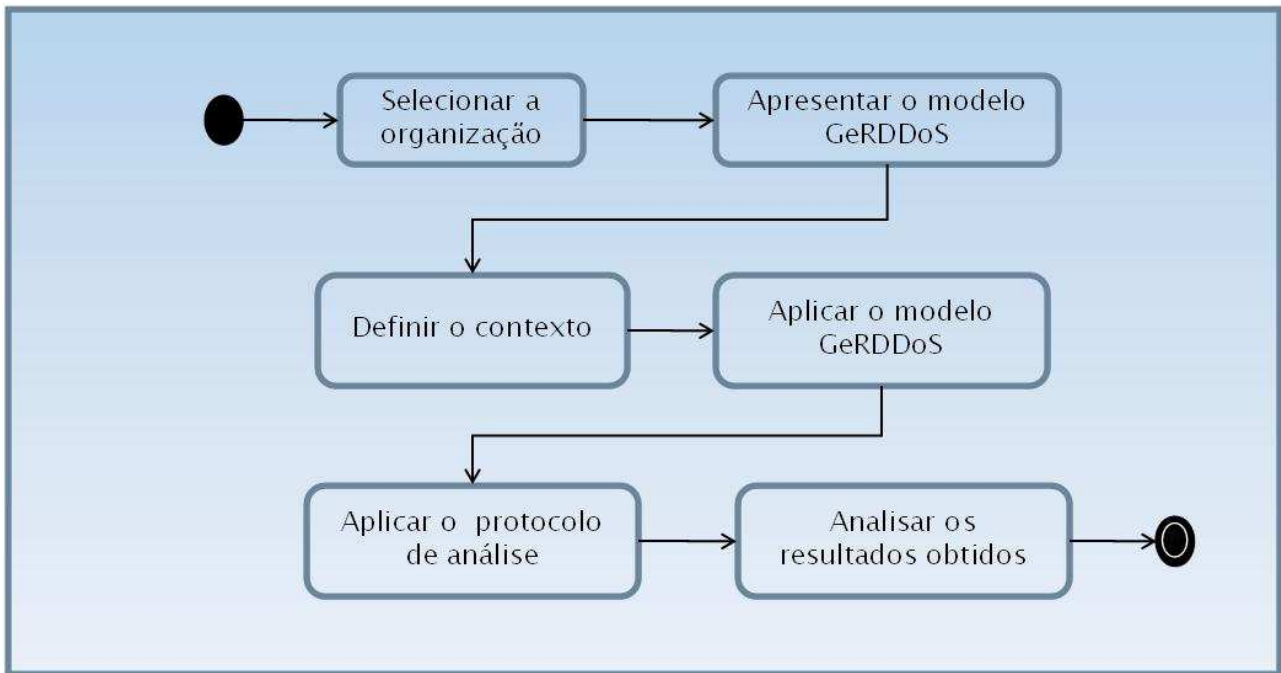 Selecionar a
organização
Apresentar o modelo
GeRDDoS
Definir o contexto
Aplicar o modelo
GeRDDoS
Aplicar o protocolo
de análise
Analisar os
resultados obtidos